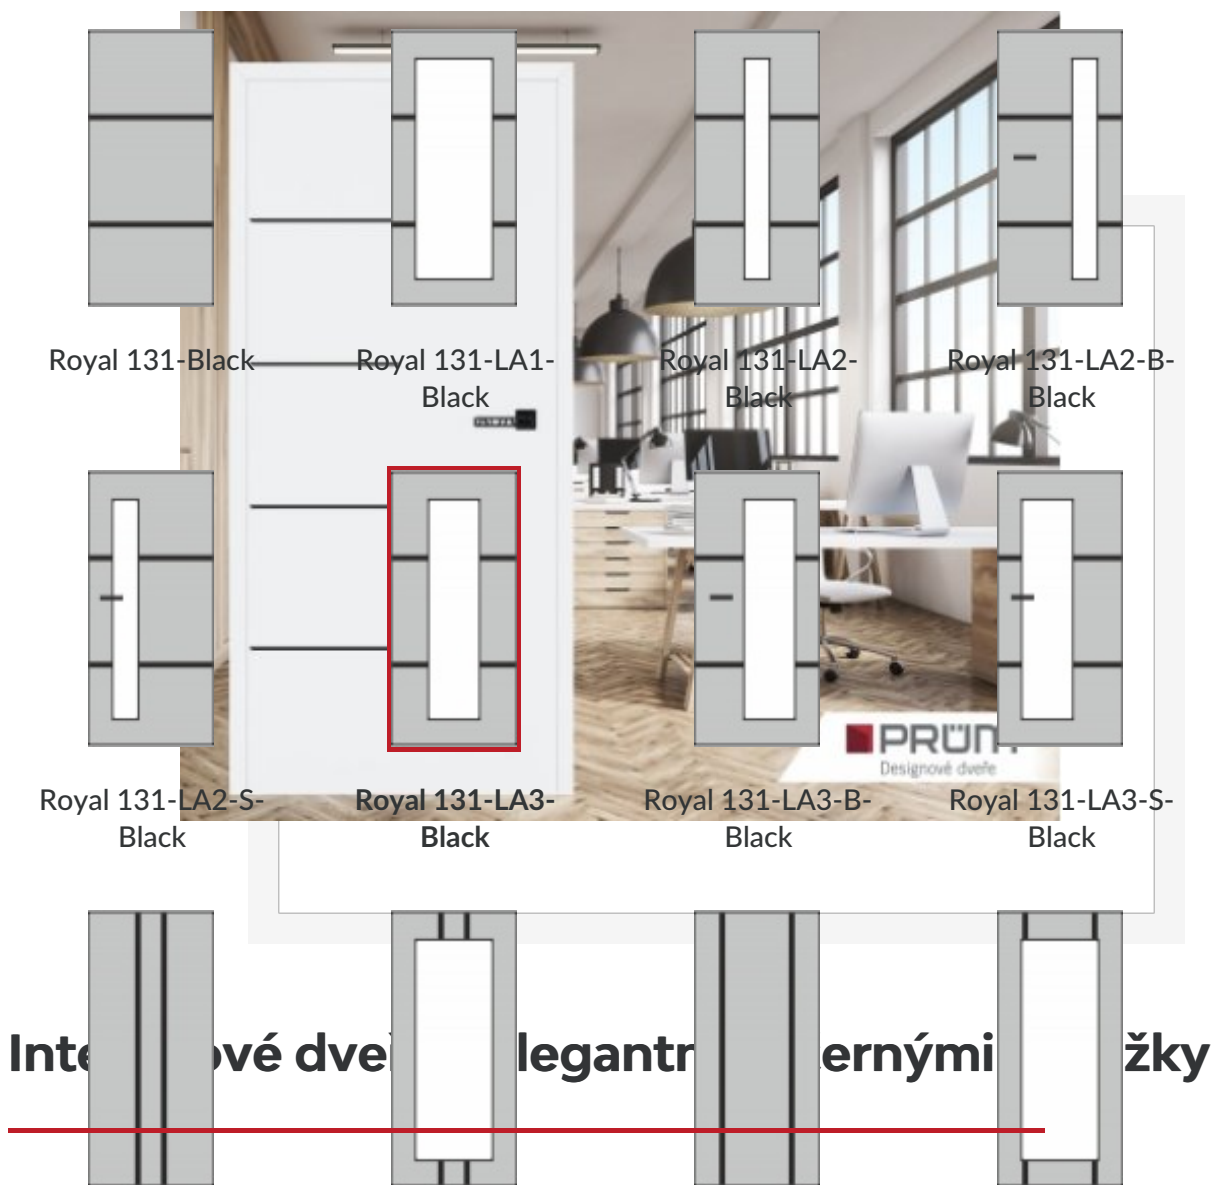 Royal 131-Black
Royal 131-LA1-
Black
Royal 131-LA2-
Black
Royal 131-LA2-B-
Black
PRÜM
Designové dveře
Royal 131-LA2-S-
Black
Royal 131-LA3-
Black
Royal 131-LA3-B-
Black
Royal 131-LA3-S-
Black
žky